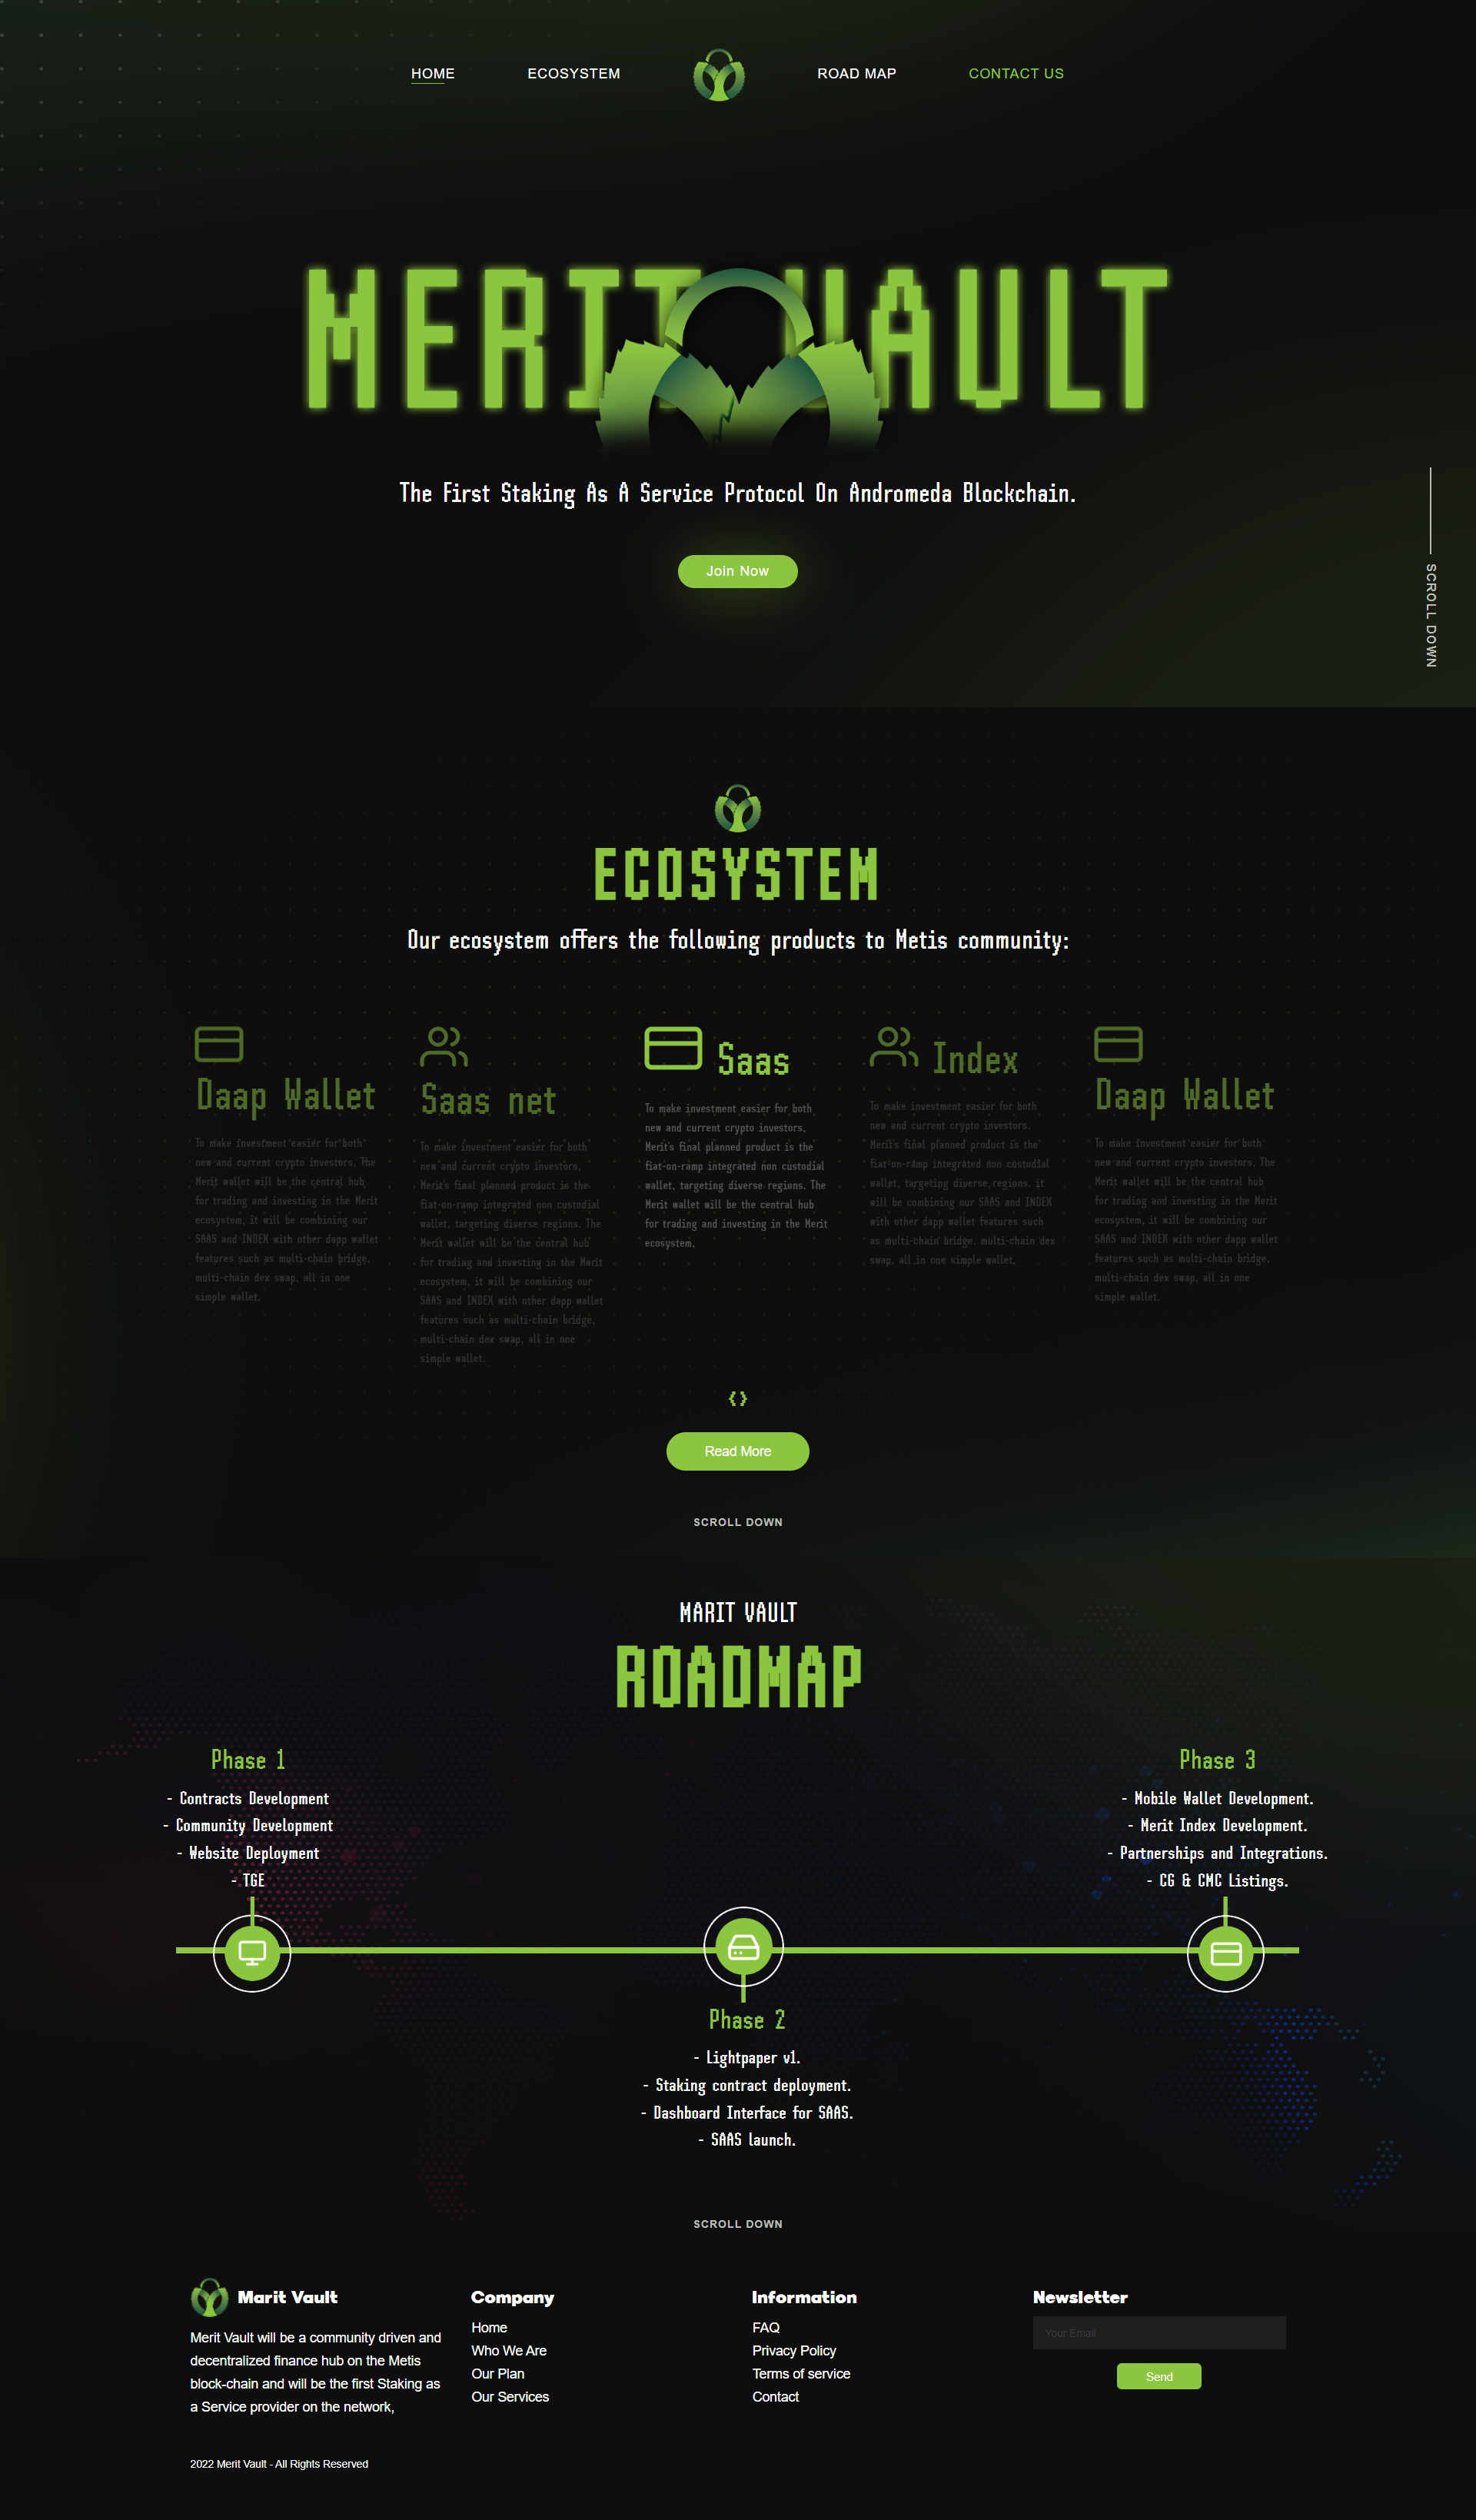 HOME
ECOSYSTEM
ROAD MAP
CONTACT US
MERIT VAULT
The First Staking As A Service Protocol On Andromeda Blockchain.
Join Now
SCROLL DOWN
ECOSYSTEM
Our ecosystem offers the following products to Metis community:
Daap Wallet
To make investment easier for both
new and current crypto investors, The
Merit wallet will be the central hub
for trading and investing in the Merit
ecosystem, it will be combining our
SAAS and INDEX with other dapp wallet
features such as multi-chain bridge,
multi-chain dex swap, all in one
simple wallet.
Saas net
To make investment easier for both
new and current crypto investors,
Merit's final planned product is the
fiat-on-ramp integrated non custodial
wallet, targeting diverse regions. The
Merit wallet will be the central hub
for trading and investing in the Merit
ecosystem, it will be combining our
SAAS and INDEX with other dapp wallet
features such as multi-chain bridge,
multi-chain dex swap, all in one
simple wallet.
Saas
To make investment easier for both
new and current crypto investors,
Merit's final planned product is the
fiat-on-ramp integrated non custodial
wallet, targeting diverse regions. The
Merit wallet will be the central hub
for trading and investing in the Merit
ecosystem,
Index
To make investment easier for both
new and current crypto investors,
Merit's final planned product is the
fiat-on-ramp integrated non custodial
wallet, targeting diverse regions. it
will be combining our SAAS and INDEX
with other dapp wallet features such
as multi-chain bridge, multi-chain dex
swap, all in one simple wallet.
Daap Wallet
To make investment easier for both
new and current crypto investors, The
Merit wallet will be the central hub
for trading and investing in the Merit
ecosystem, it will be combining our
SAAS and INDEX with other dapp wallet
features such as multi-chain bridge,
multi-chain dex swap, all in one
simple wallet.
Read More
SCROLL DOWN
MARIT VAULT
ROADMAP
Phase 1
- Contracts Development
- Community Development
- Website Deployment
- TGE
Phase 3
- Mobile Wallet Development.
- Merit Index Development.
- Partnerships and Integrations.
- CG & CMC Listings.
Phase 2
- Lightpaper v1.
- Staking contract deployment.
- Dashboard Interface for SAAS.
- SAAS launch.
SCROLL DOWN
Marit Vault
Merit Vault will be a community driven and
decentralized finance hub on the Metis
block-chain and will be the first Staking as
a Service provider on the network,
Company
Home
Who We Are
Our Plan
Our Services
Information
FAQ
Privacy Policy
Terms of service
Contact
Newsletter
Your Email
Send
2022 Merit Vault - All Rights Reserved